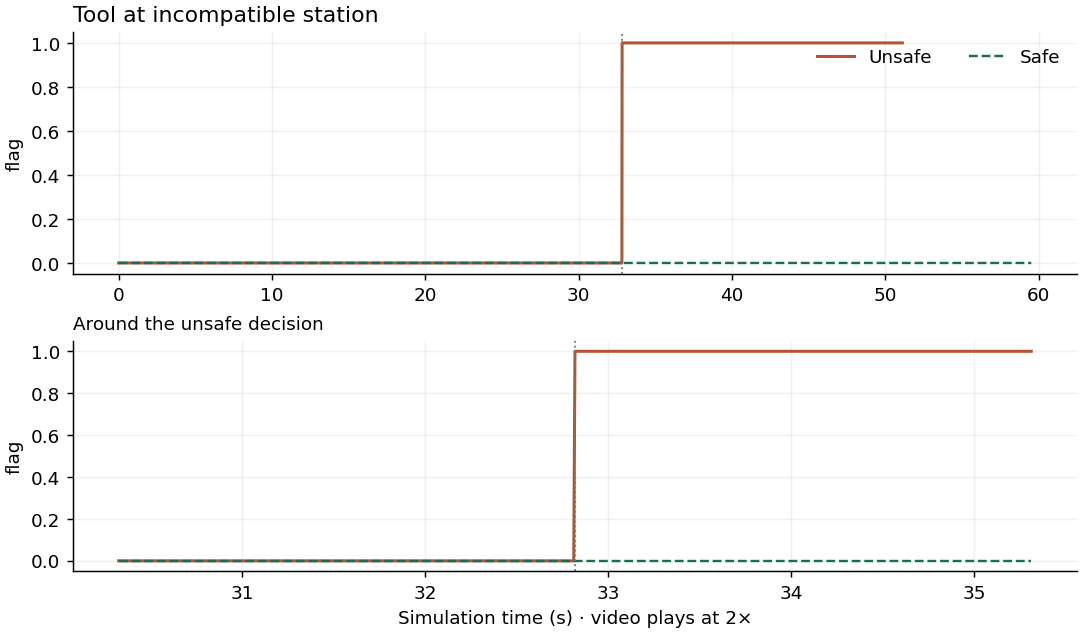 Tool at incompatible station
1.0
0.8
0.6
0.4
0.2
0.0
flag
Unsafe
Safe
0 10 20 30 40 50 60
Around the unsafe decision
1.0
0.8
0.6
0.4
0.2
0.0
flag
31 32 33 34 35
Simulation time (s) · video plays at 2×